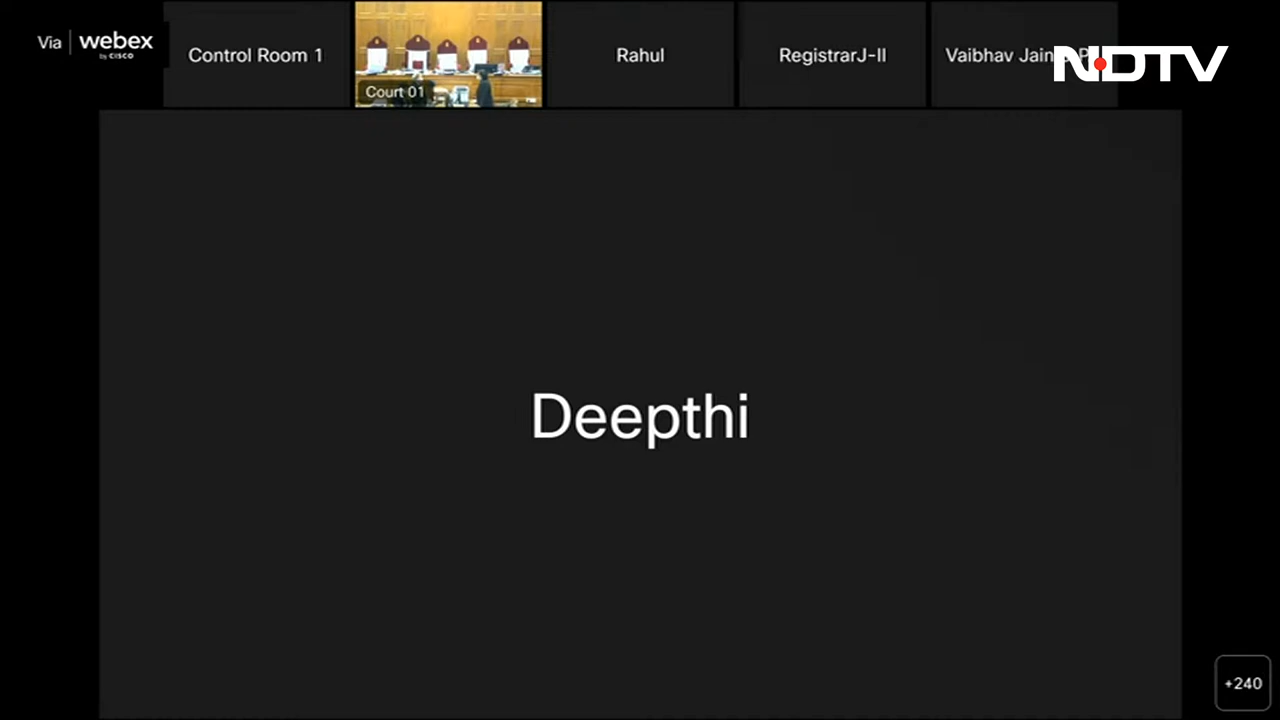 Via webex
by CISCO
Control Room 1
Court 01
Rahul
RegistrarJ-II
Vaibhav Jain
NDTV
Deepthi
+240